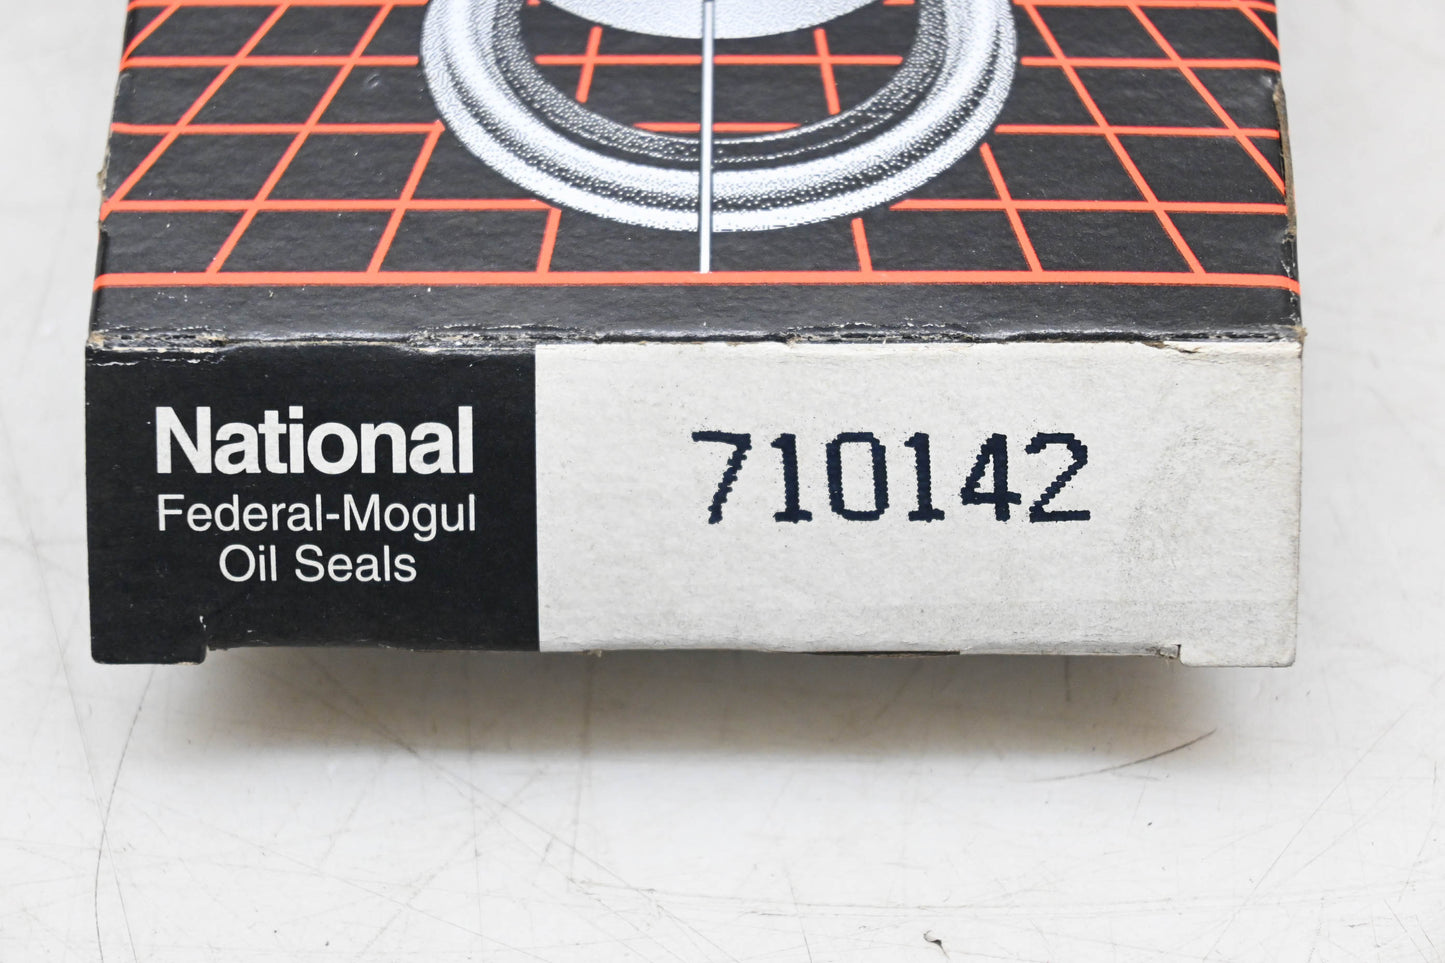 National
Federal-Mogul
Oil Seals
710142